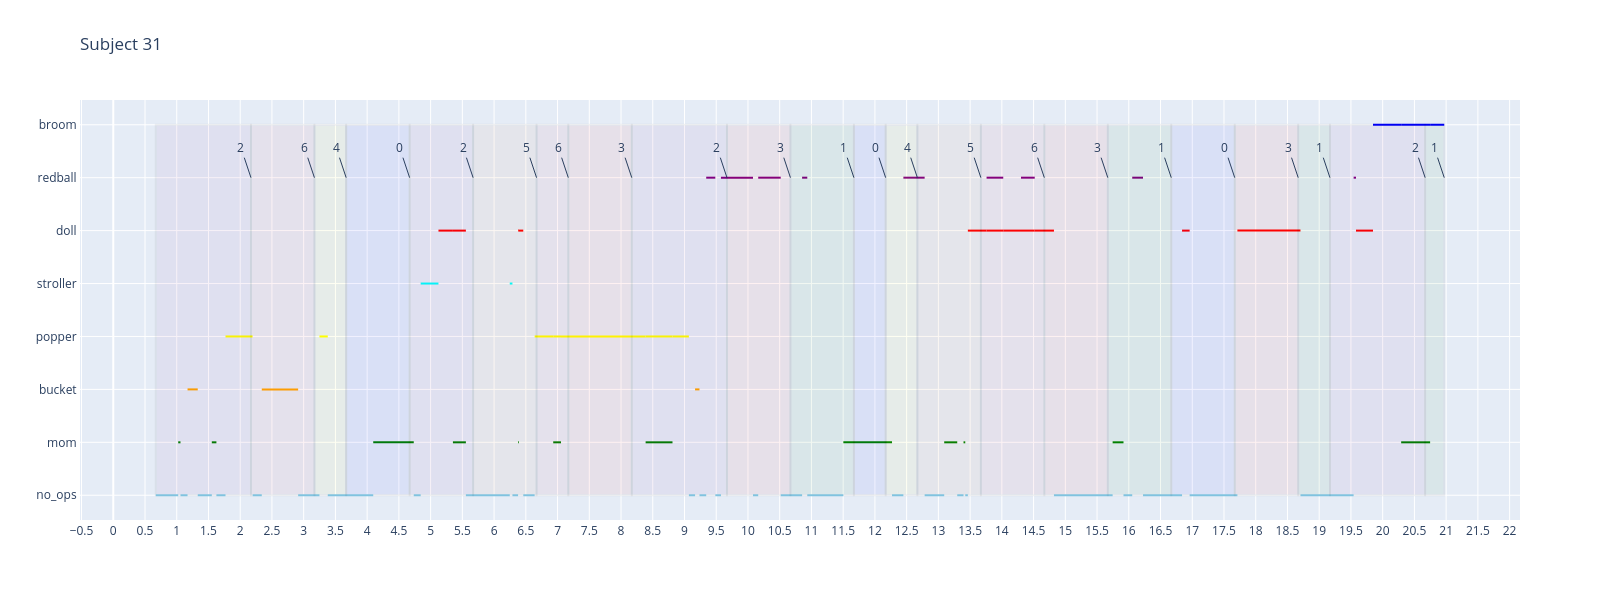 Subject 31
broom
2 6 4 0 2 5 6 3 2 3 1 0 4 5 6 3 1 0 3 1 2 1
redball
doll
stroller
popper
bucket
mom
no_ops
−0.5 0 0.5 1 1.5 2 2.5 3 3.5 4 4.5 5 5.5 6 6.5 7 7.5 8 8.5 9 9.5 10 10.5 11 11.5 12 12.5 13 13.5 14 14.5 15 15.5 16 16.5 17 17.5 18 18.5 19 19.5 20 20.5 21 21.5 22